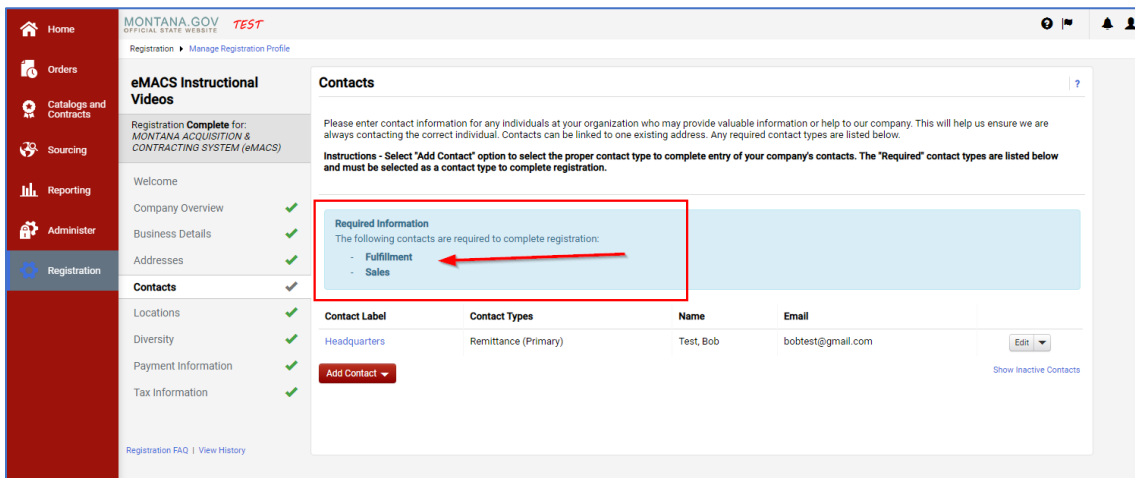 MONTANA.GOV TEST
OFFICIAL STATE WEBSITE
Registration ▸ Manage Registration Profile
Home
Orders
Catalogs and
Contracts
Sourcing
Reporting
Administer
Registration
eMACS Instructional
Videos
Registration Complete for:
MONTANA ACQUISITION &
CONTRACTING SYSTEM (eMACS)
Welcome
Company Overview
Business Details
Addresses
Contacts
Locations
Diversity
Payment Information
Tax Information
Registration FAQ | View History
Contacts
?
Please enter contact information for any individuals at your organization who may provide valuable information or help to our company. This will help us ensure we are
always contacting the correct individual. Contacts can be linked to one existing address. Any required contact types are listed below.
Instructions - Select "Add Contact" option to select the proper contact type to complete entry of your company's contacts. The "Required" contact types are listed below
and must be selected as a contact type to complete registration.
Required Information
The following contacts are required to complete registration:
- Fulfillment
- Sales
Contact Label Contact Types Name Email
Headquarters Remittance (Primary) Test, Bob bobtest@gmail.com Edit
Add Contact
Show Inactive Contacts